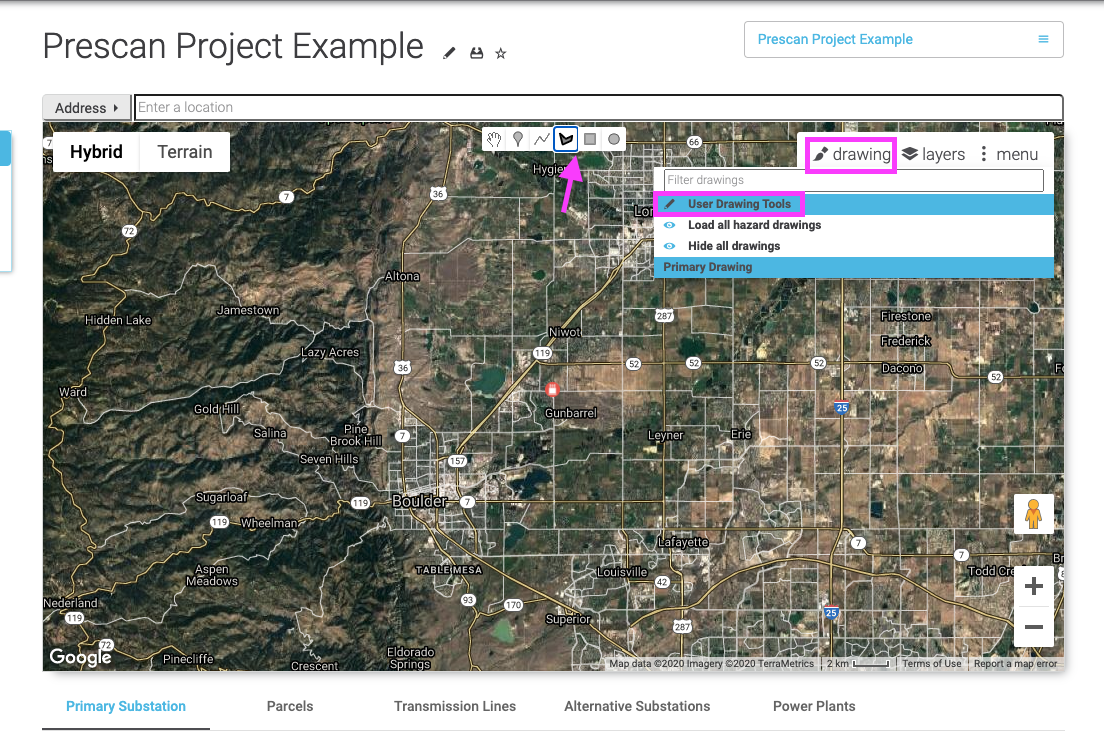 Prescan Project Example
Prescan Project Example
Address
Enter a location
Hybrid
Terrain
drawing
layers
menu
Filter drawings
User Drawing Tools
Load all hazard drawings
Hide all drawings
Primary Drawing
7
66
Hygie
36
Lon
7
72
Altona
Jamestown
Hidden Lake
287
Firestone
Niwot
Frederick
Lazy Acres
119
52
52
52
36
Dacono
52
Ward
Gold Hill
25
Gunbarrel
Salina
Pine
Brook Hill
7
Leyner
Erie
Seven Hills
157
Sugarloaf
119
Boulder
7
119
Wheelman
Lafayette
7
7
Aspen
Meadows
TABLE MESA
Louisville
42
Todd Cre
Nederland
93
170
25
119
Superior
287
72
Eldorado
Springs
Pinecliffe
Crescent
Google
Map data ©2020 Imagery ©2020 TerraMetrics
2 km
Terms of Use
Report a map error
Primary Substation
Parcels
Transmission Lines
Alternative Substations
Power Plants